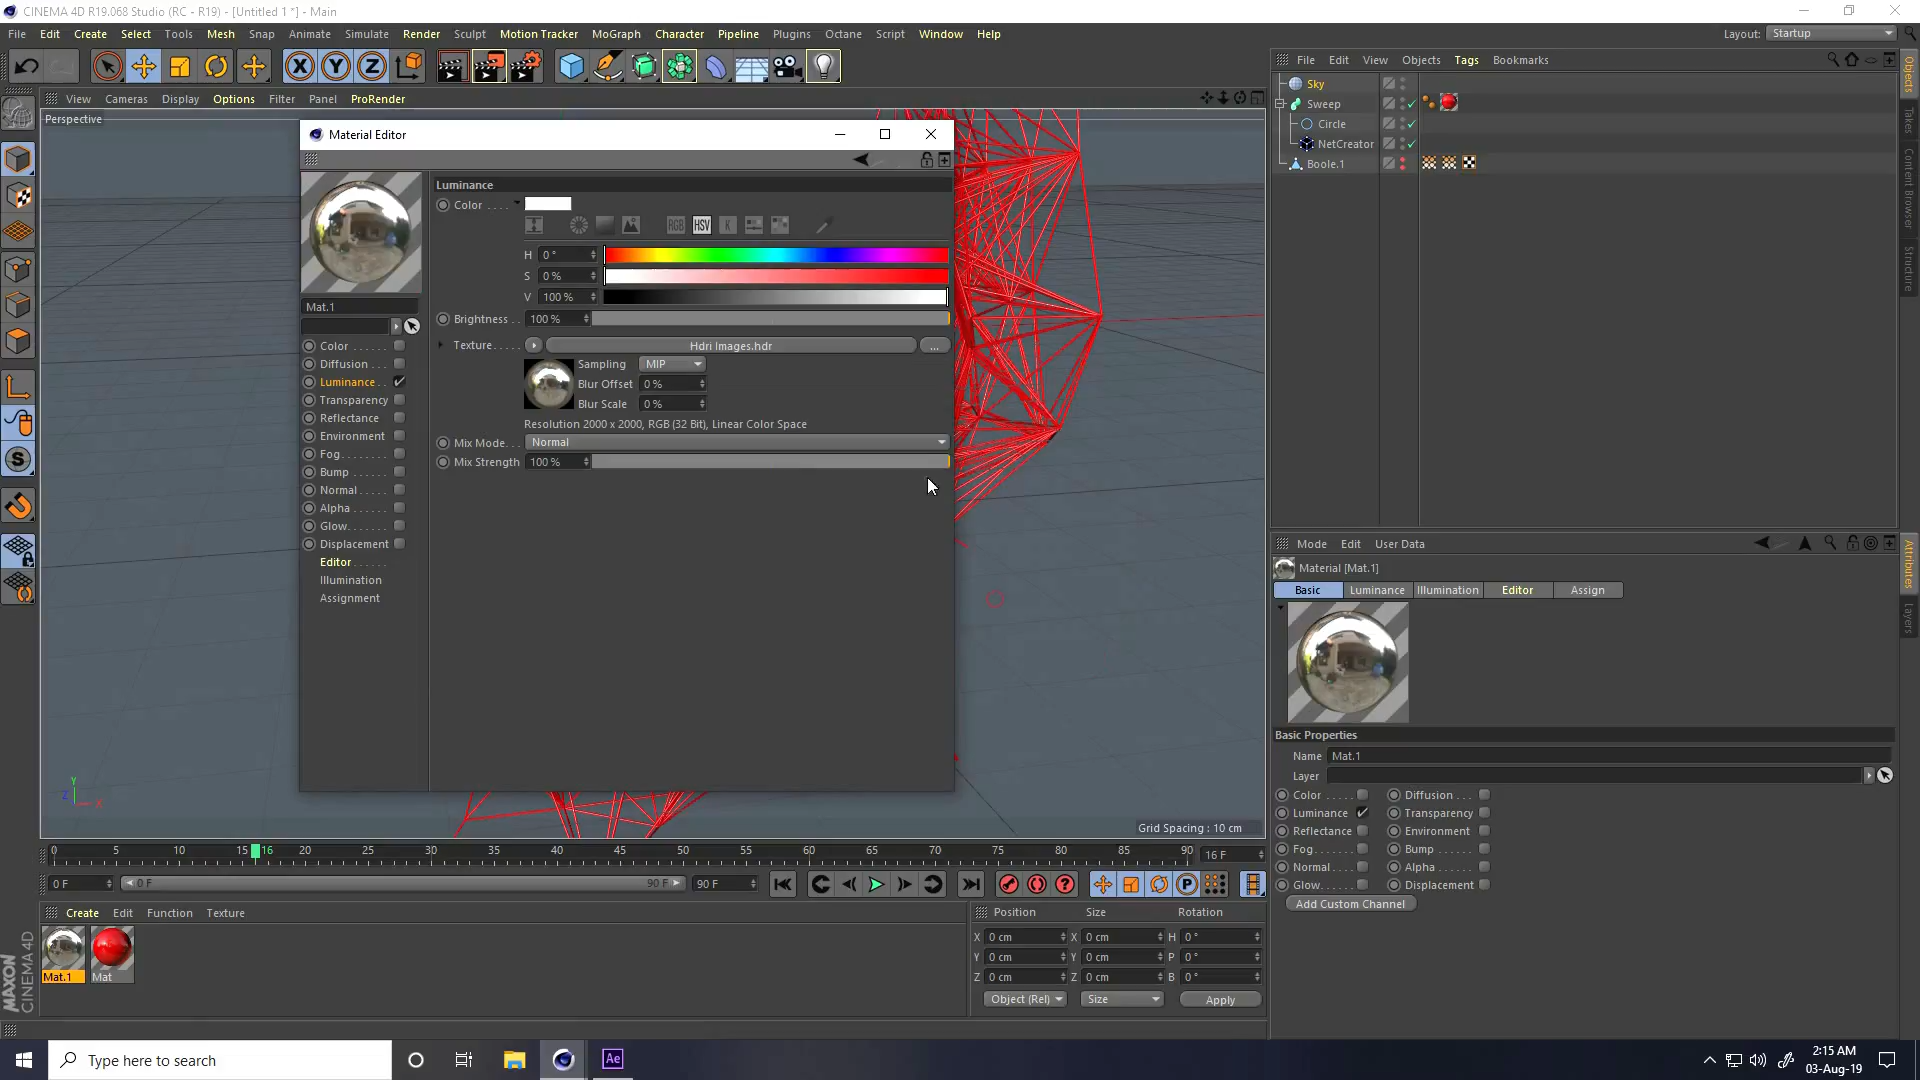 CINEMA 4D R19.068 Studio (RC - R19) - [Untitled 1 *] - Main
File Edit Create Select Tools Mesh Snap Animate Simulate Render Sculpt Motion Tracker MoGraph Character Pipeline Plugins Octane Script Window Help
Layout: Startup
X Y Z
File Edit View Objects Tags Bookmarks
View Cameras Display Options Filter Panel ProRender
Perspective
Sky
Sweep
Circle
NetCreator
Boole.1
Objects
Takes
Content Browser
Structure
Material Editor
Luminance
Color . . . .
RGB HSV K
H 0 °
S 0 %
V 100 %
Brightness . . 100 %
Texture. . . . . Hdri Images.hdr ...
Sampling MIP
Blur Offset 0 %
Blur Scale 0 %
Resolution 2000 x 2000, RGB (32 Bit), Linear Color Space
Mix Mode. . . Normal
Mix Strength 100 %
Mat.1
Color . . . . . .
Diffusion . . .
Luminance . .
Transparency
Reflectance
Environment
Fog. . . . . . .
Bump . . . . .
Normal . . . .
Alpha . . . . .
Glow. . . . . .
Displacement
Editor . . . . .
Illumination
Assignment
Y
Z X
Grid Spacing : 10 cm
Mode Edit User Data
Attributes
Layers
Material [Mat.1]
Basic Luminance Illumination Editor Assign
Basic Properties
Name Mat.1
Layer
Color . . . . . Diffusion . . .
Luminance Transparency
Reflectance Environment
Fog. . . . . . Bump . . . .
Normal . . . Alpha . . . .
Glow. . . . . Displacement
Add Custom Channel
0 5 10 15 16 20 25 30 35 40 45 50 55 60 65 70 75 80 85 90 16 F
0 F 0 F 90 F 90 F
Create Edit Function Texture
Mat.1 Mat
Position Size Rotation
X 0 cm X 0 cm H 0 °
Y 0 cm Y 0 cm P 0 °
Z 0 cm Z 0 cm B 0 °
Object (Rel) Size Apply
MAXON
CINEMA 4D
Type here to search
Ae
2:15 AM
03-Aug-19